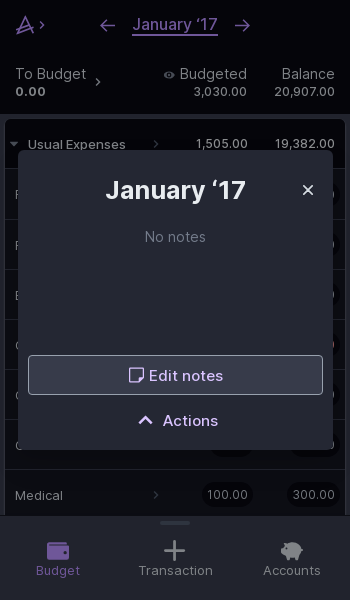 January ‘17
To Budget
Budgeted
Balance
0.00
3,030.00
20,907.00
Usual Expenses
1,505.00
19,382.00
January ‘17
No notes
Edit notes
Actions
Medical
100.00
300.00
Budget
Transaction
Accounts